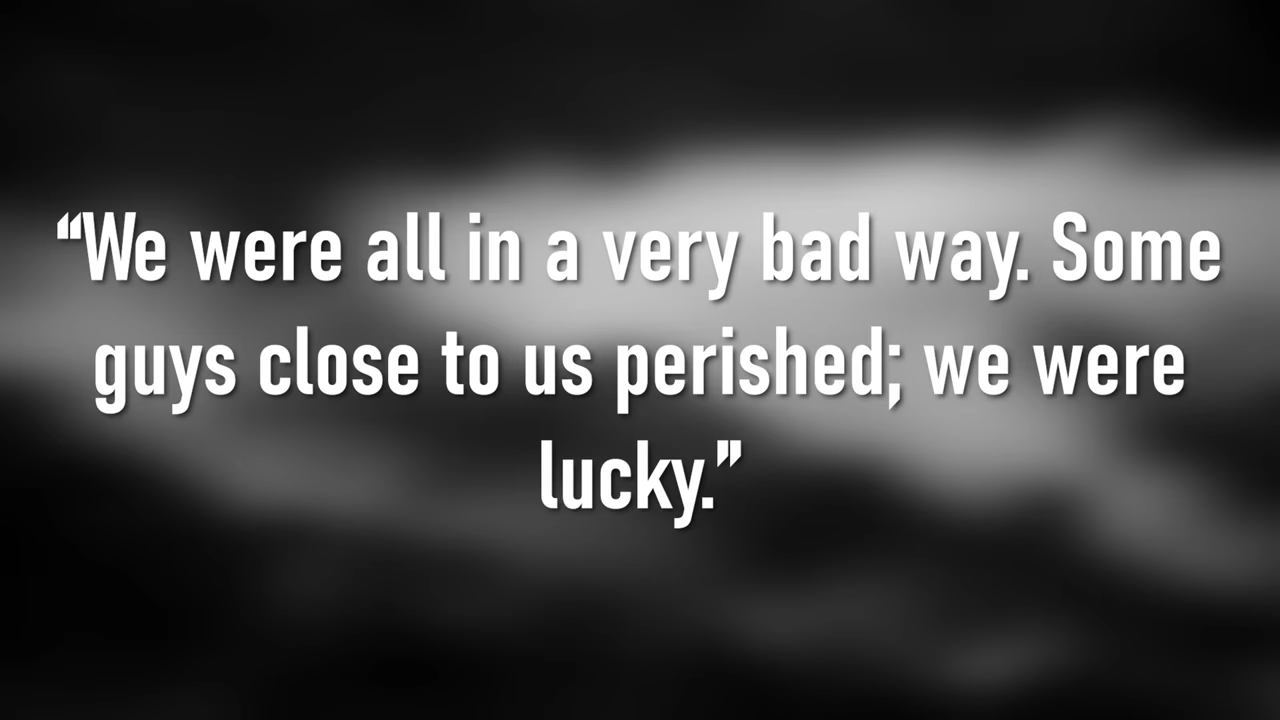 “We were all in a very bad way. Some
guys close to us perished; we were
lucky.”